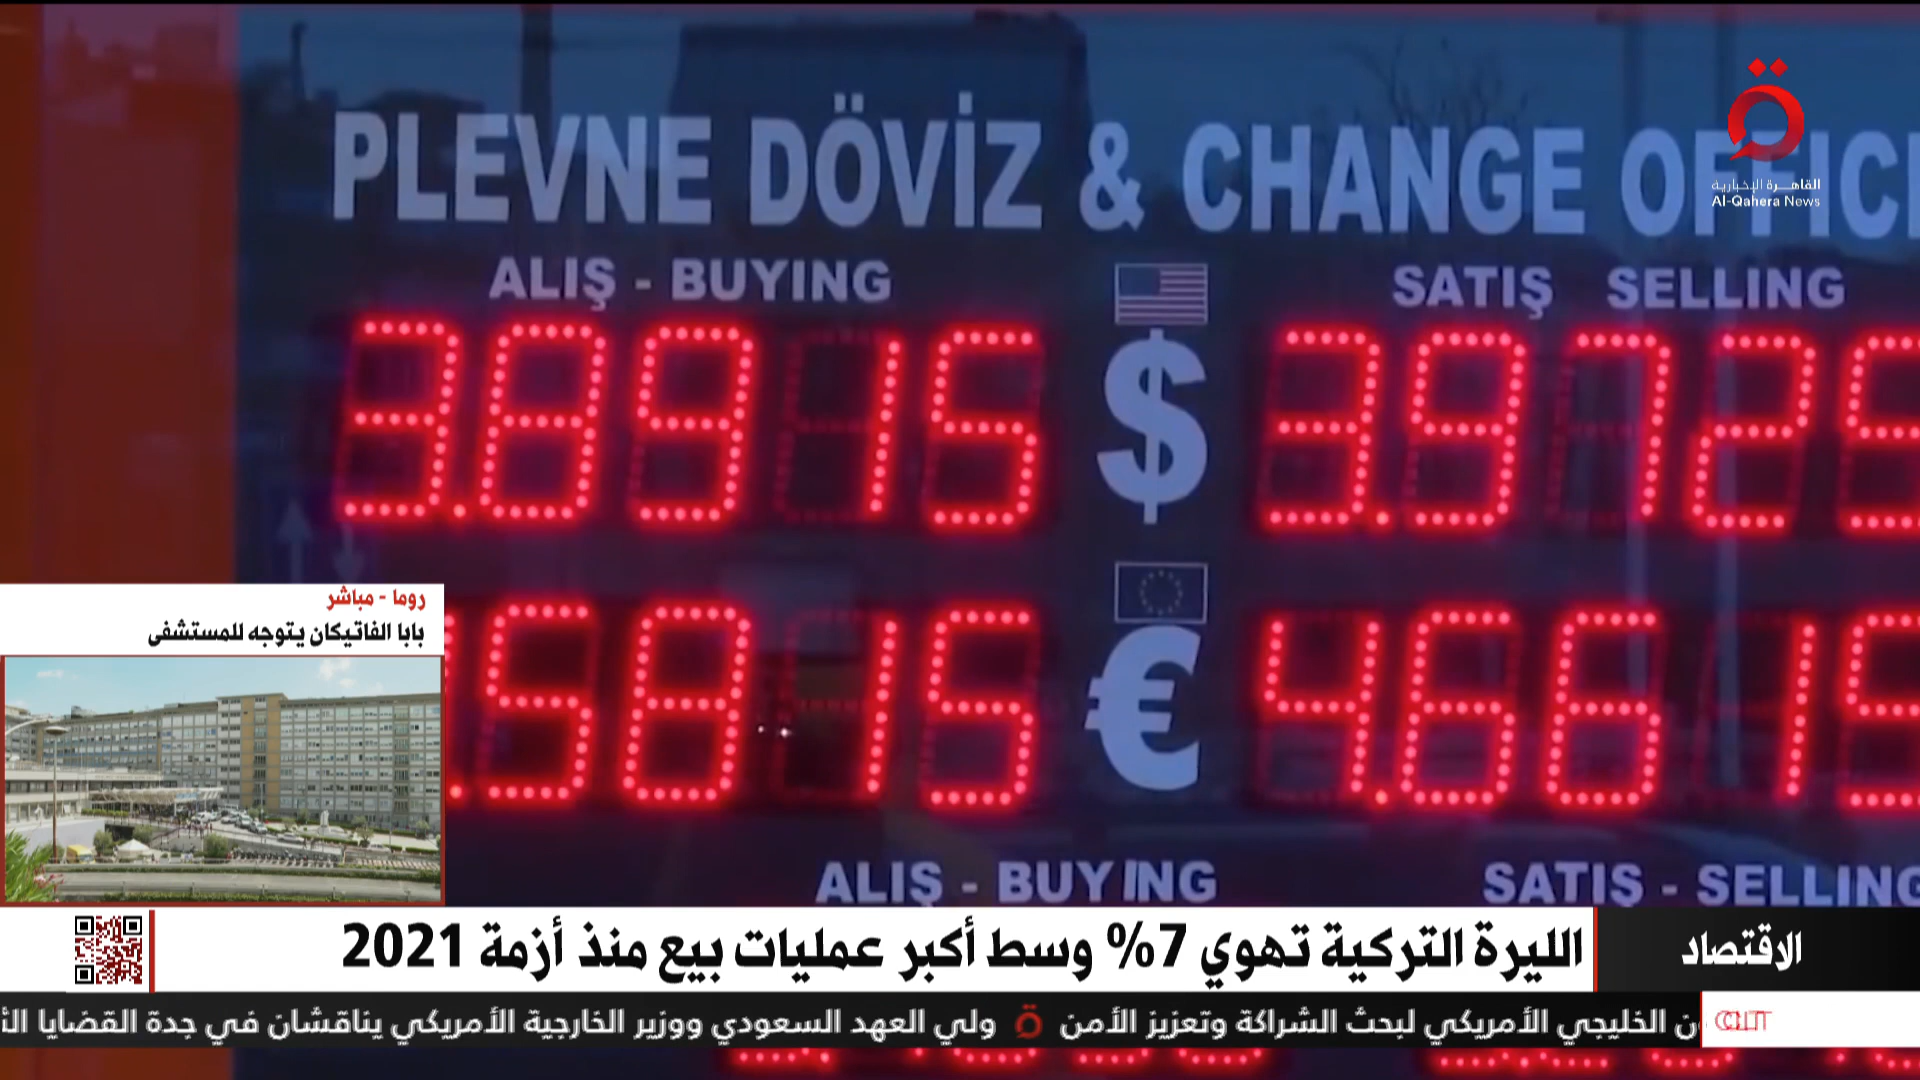 PLEVNE DÖVİZ & CHANGE OFFIC
القاهرة الإخبارية
Al-Qahera News
ALIŞ - BUYING
SATIŞ SELLING
3.8915 $ 3.9725
.5815 € 4.6615
روما - مباشر
بابا الفاتيكان يتوجه للمستشفى
ALIŞ - BUYING
SATIŞ - SELLING
الاقتصاد
الليرة التركية تهوي 7% وسط أكبر عمليات بيع منذ أزمة 2021
ن الخليجي الأمريكي لبحث الشراكة وتعزيز الأمن
ولي العهد السعودي ووزير الخارجية الأمريكي يناقشان في جدة القضايا